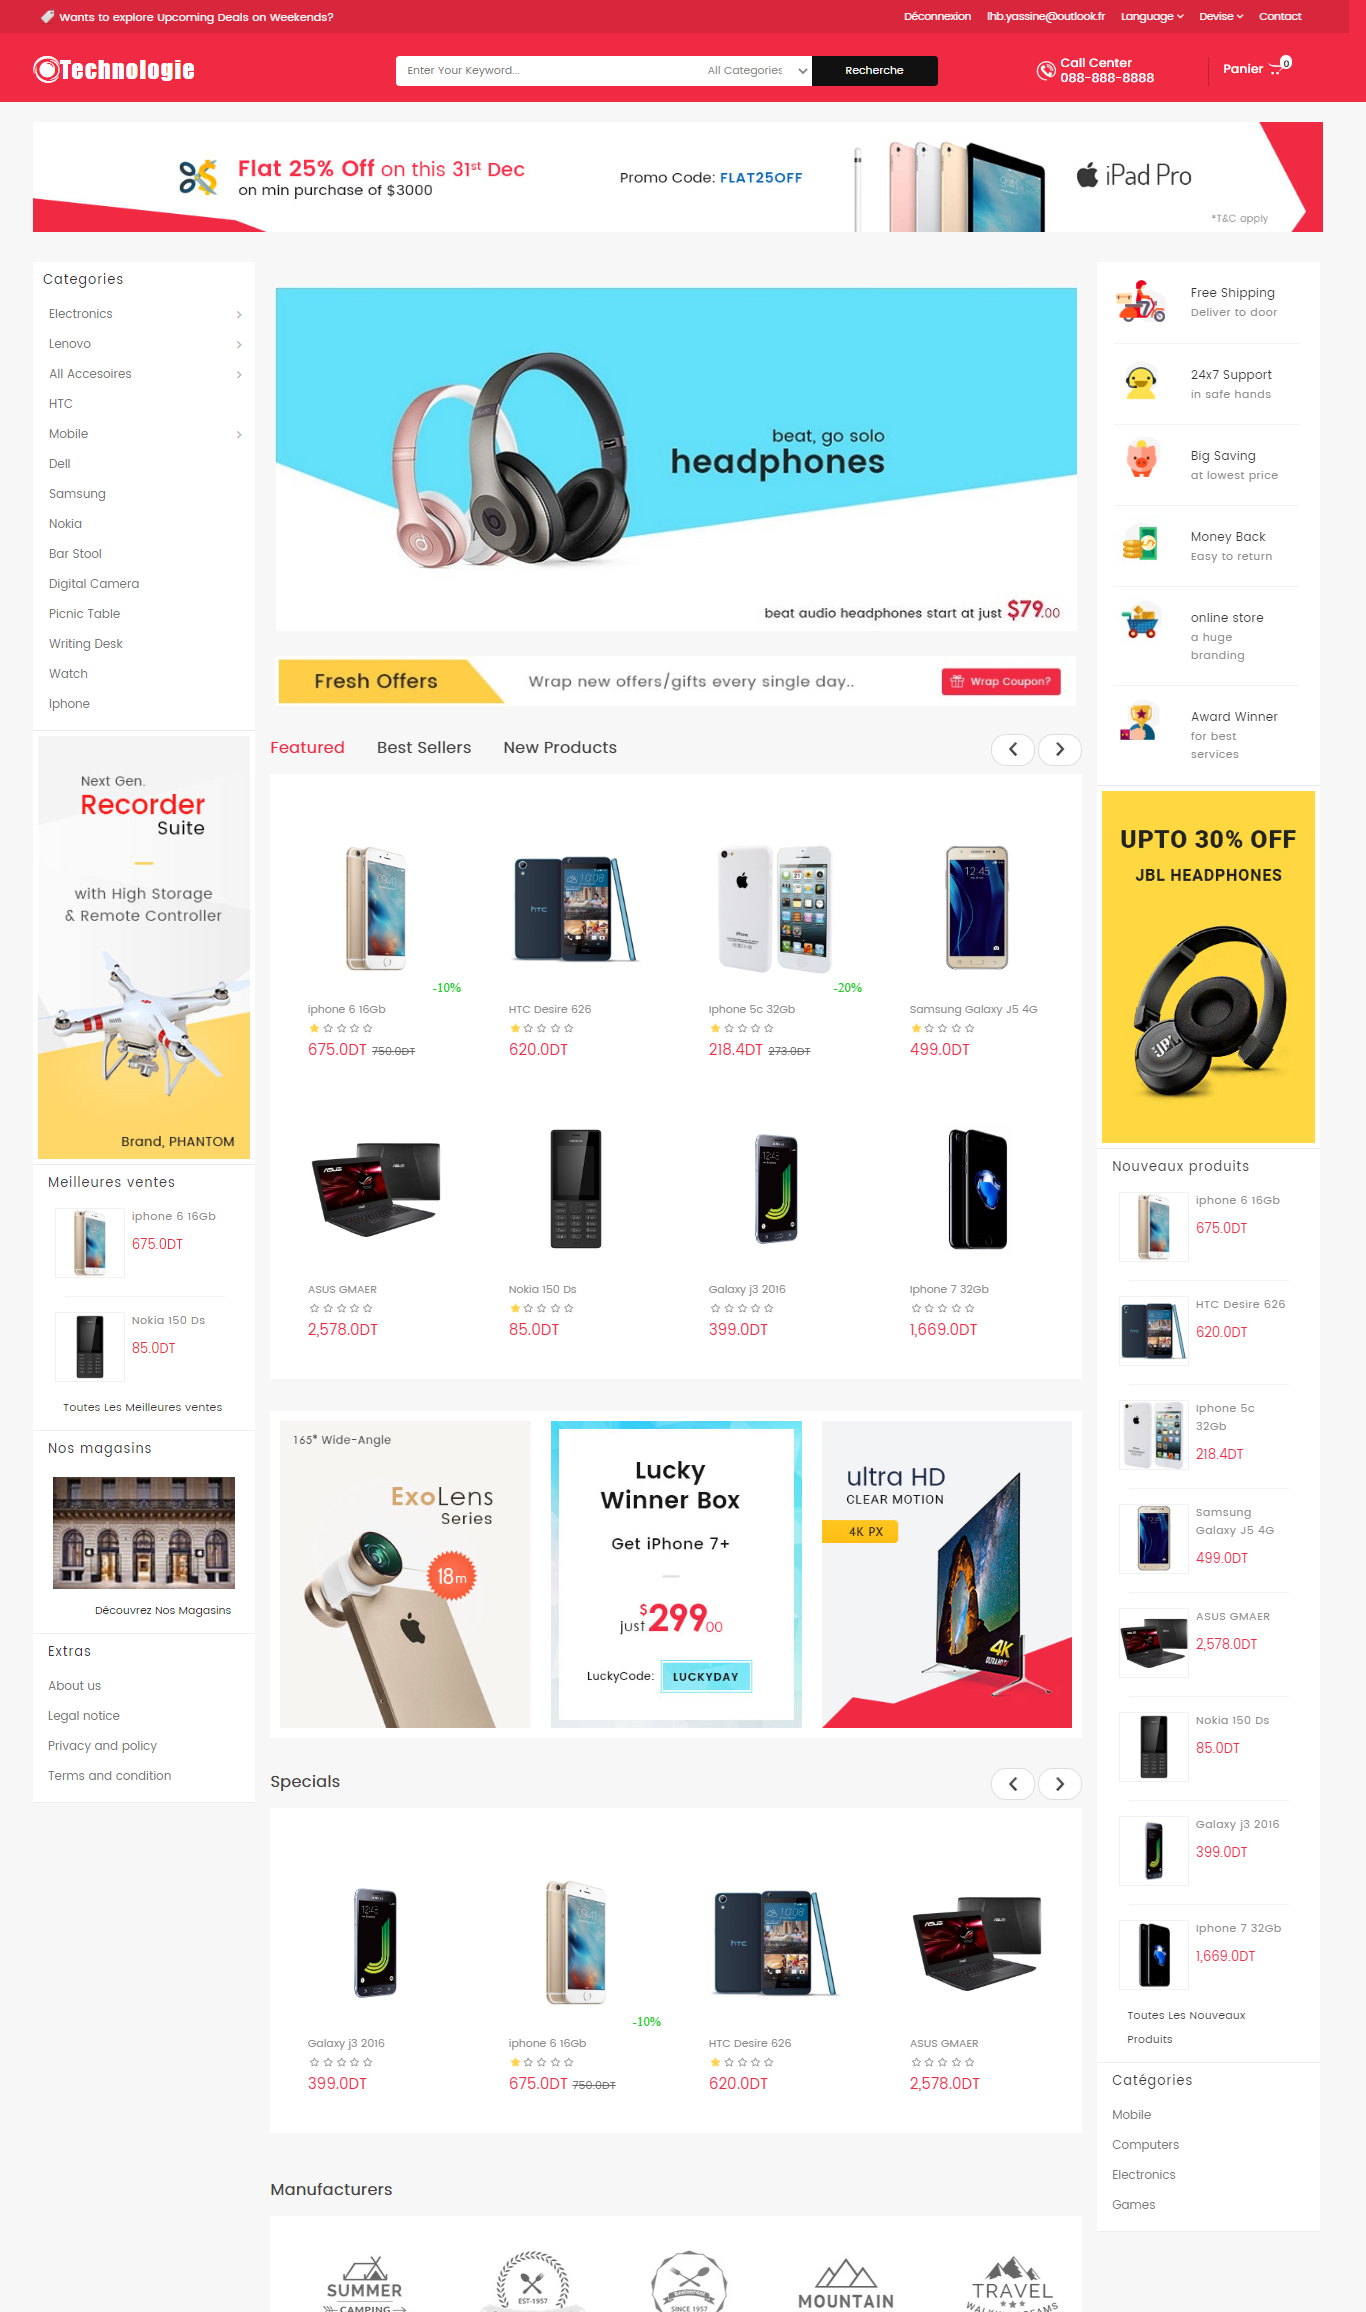 Wants to explore Upcoming Deals on Weekends?
Déconnexion lhb.yassine@outlook.fr Language Devise Contact
Technologie
Enter Your Keyword... All Categories Recherche
Call Center
088-888-8888
Panier 0
Flat 25% Off on this 31st Dec
on min purchase of $3000
Promo Code: FLAT25OFF
iPad Pro
*T&C apply
Categories
Electronics
Lenovo
All Accesoires
HTC
Mobile
Dell
Samsung
Nokia
Bar Stool
Digital Camera
Picnic Table
Writing Desk
Watch
Iphone
Next Gen.
Recorder
Suite
with High Storage
& Remote Controller
Brand, PHANTOM
Meilleures ventes
iphone 6 16Gb
675.0DT
Nokia 150 Ds
85.0DT
Toutes Les Meilleures ventes
Nos magasins
Découvrez Nos Magasins
Extras
About us
Legal notice
Privacy and policy
Terms and condition
beat, go solo
headphones
beat audio headphones start at just $79.00
Fresh Offers
Wrap new offers/gifts every single day..
Wrap Coupon?
Featured Best Sellers New Products
-10%
-20%
iphone 6 16Gb
675.0DT 750.0DT
HTC Desire 626
620.0DT
Iphone 5c 32Gb
218.4DT 273.0DT
Samsung Galaxy J5 4G
499.0DT
ASUS GMAER
2,578.0DT
Nokia 150 Ds
85.0DT
Galaxy j3 2016
399.0DT
Iphone 7 32Gb
1,669.0DT
165° Wide-Angle
ExoLens
Series
18m
Lucky
Winner Box
Get iPhone 7+
just $299.00
LuckyCode: LUCKYDAY
ultra HD
CLEAR MOTION
4K PX
4K
ULTRA HD
Specials
-10%
Galaxy j3 2016
399.0DT
iphone 6 16Gb
675.0DT 750.0DT
HTC Desire 626
620.0DT
ASUS GMAER
2,578.0DT
Manufacturers
SUMMER
CAMPING
EST-1957
Restaurant
SINCE 1957
MOUNTAIN
TRAVEL
Free Shipping
Deliver to door
24x7 Support
in safe hands
Big Saving
at lowest price
Money Back
Easy to return
online store
a huge
branding
Award Winner
for best
services
UPTO 30% OFF
JBL HEADPHONES
JBL
Nouveaux produits
iphone 6 16Gb
675.0DT
HTC Desire 626
620.0DT
Iphone 5c
32Gb
218.4DT
Samsung
Galaxy J5 4G
499.0DT
ASUS GMAER
2,578.0DT
Nokia 150 Ds
85.0DT
Galaxy j3 2016
399.0DT
Iphone 7 32Gb
1,669.0DT
Toutes Les Nouveaux
Produits
Catégories
Mobile
Computers
Electronics
Games